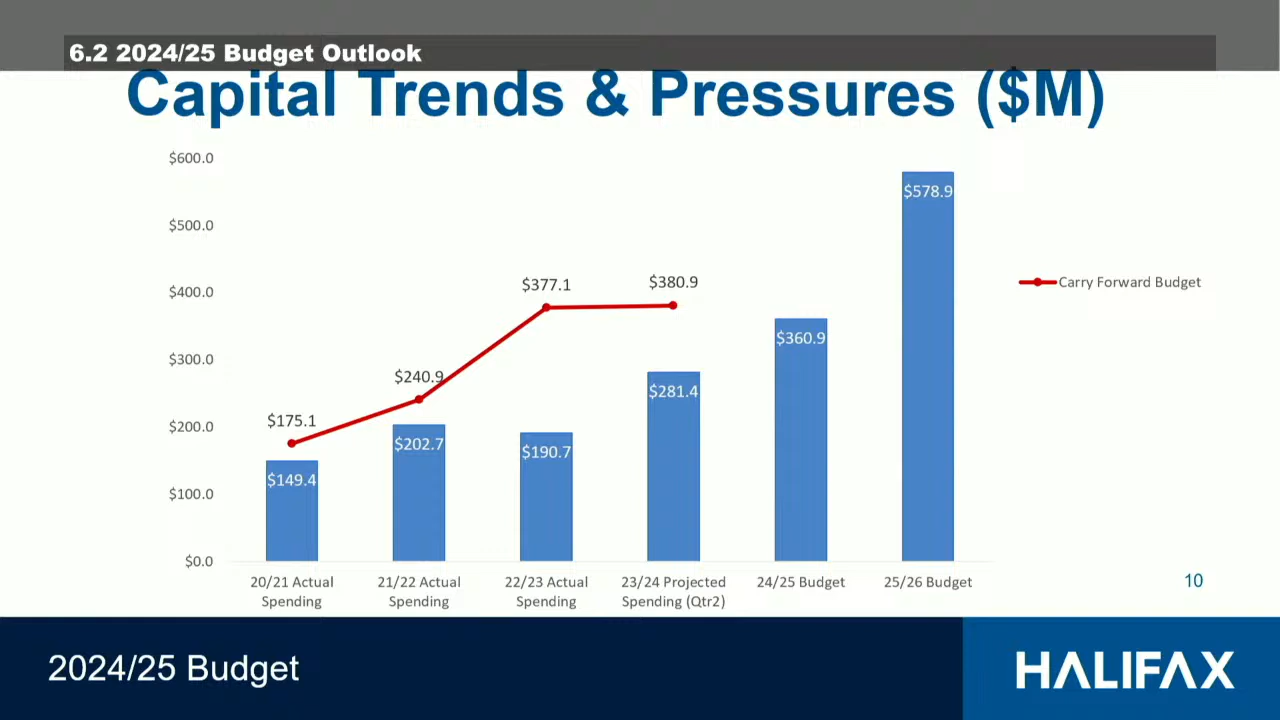 6.2 2024/25 Budget Outlook
Capital Trends & Pressures ($M)
$600.0
$500.0
$400.0
$300.0
$200.0
$100.0
$0.0
$175.1
$240.9
$377.1
$380.9
$149.4
$202.7
$190.7
$281.4
$360.9
$578.9
Carry Forward Budget
20/21 Actual
Spending
21/22 Actual
Spending
22/23 Actual
Spending
23/24 Projected
Spending (Qtr2)
24/25 Budget
25/26 Budget
10
2024/25 Budget
HALIFAX